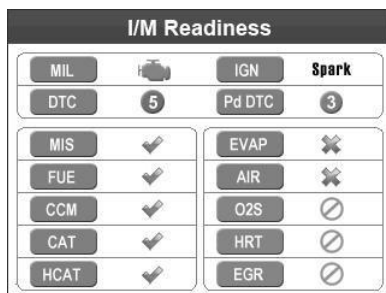 I/M Readiness
MIL IGN Spark
DTC 5 Pd DTC 3
MIS EVAP
FUE AIR
CCM O2S
CAT HRT
HCAT EGR